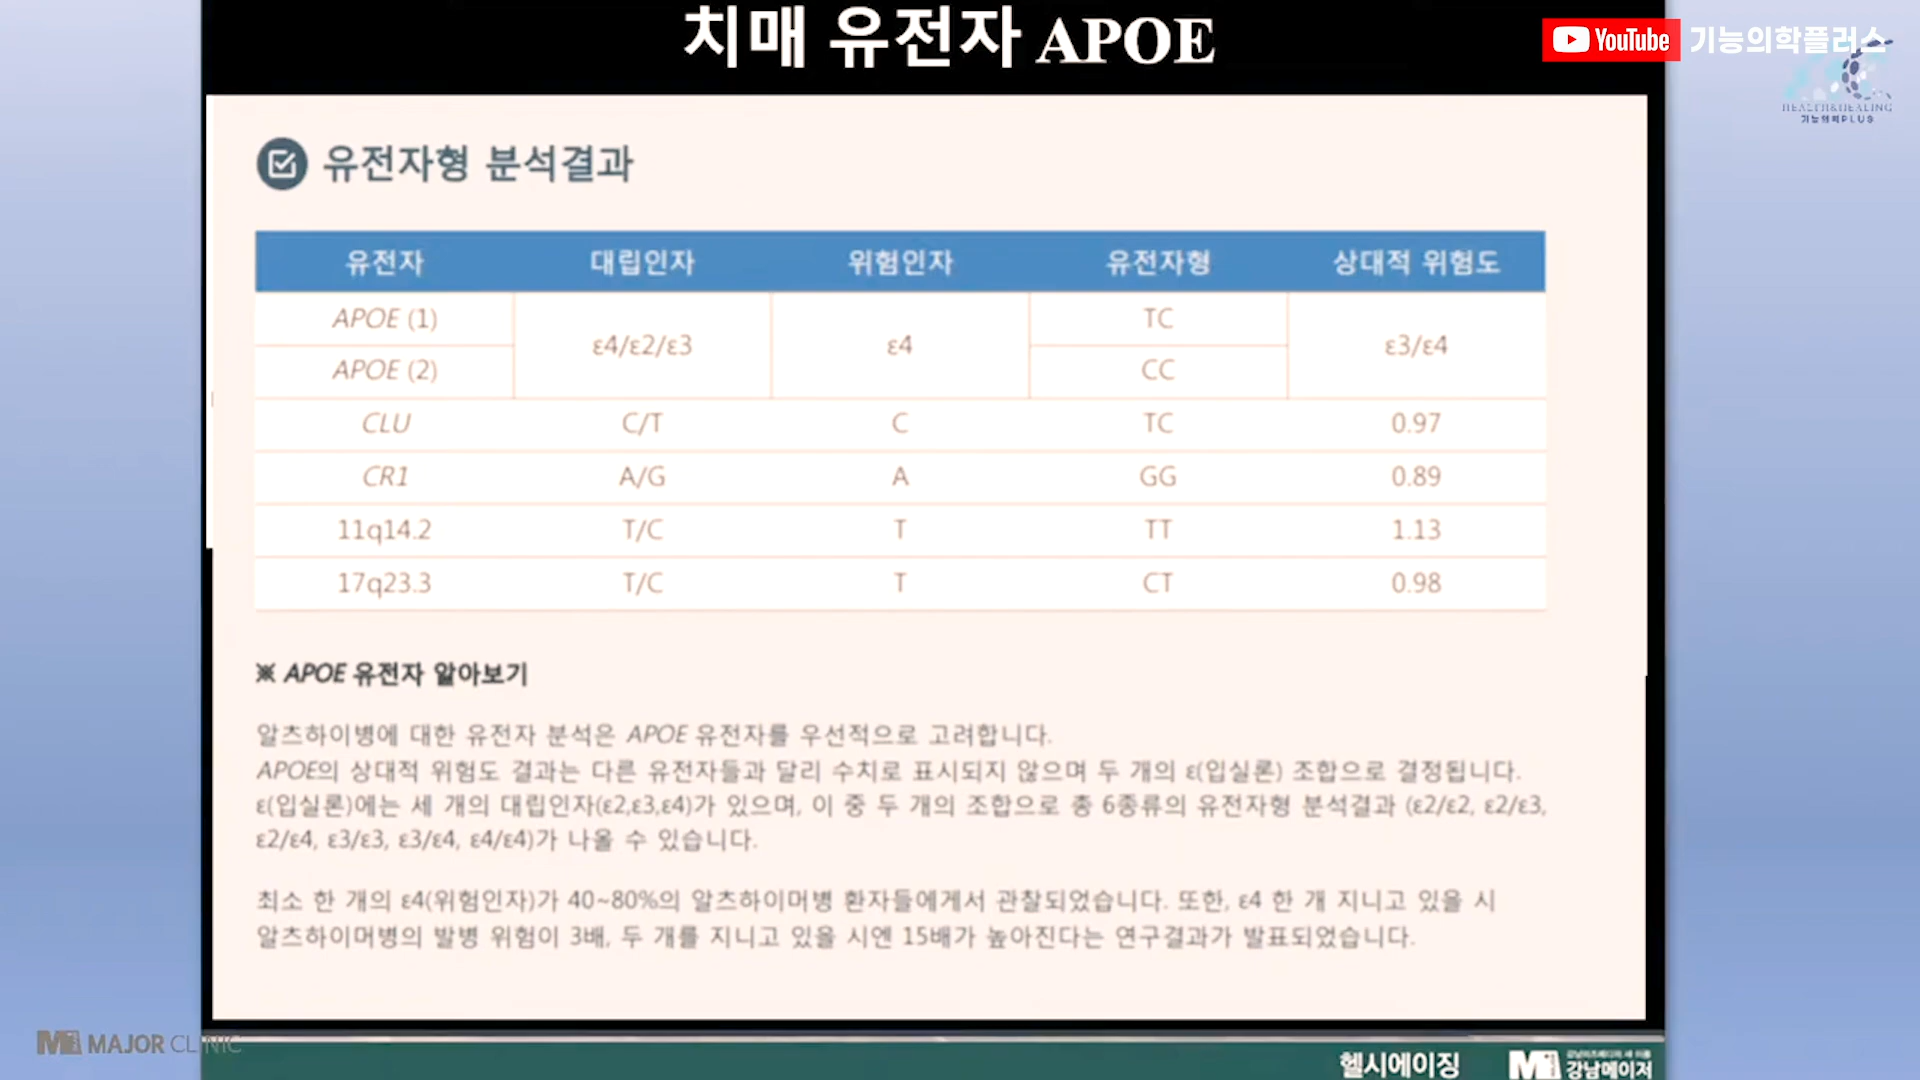 치매 유전자 APOE
YouTube 기능의학플러스
HEALTH&HEALING
기능의학PLUS
유전자형 분석결과
유전자 대립인자 위험인자 유전자형 상대적 위험도
APOE (1) ε4/ε2/ε3 ε4 TC ε3/ε4
APOE (2) CC
CLU C/T C TC 0.97
CR1 A/G A GG 0.89
11q14.2 T/C T TT 1.13
17q23.3 T/C T CT 0.98
※ APOE 유전자 알아보기
알츠하이병에 대한 유전자 분석은 APOE 유전자를 우선적으로 고려합니다.
APOE의 상대적 위험도 결과는 다른 유전자들과 달리 수치로 표시되지 않으며 두 개의 ε(입실론) 조합으로 결정됩니다.
ε(입실론)에는 세 개의 대립인자(ε2,ε3,ε4)가 있으며, 이 중 두 개의 조합으로 총 6종류의 유전자형 분석결과 (ε2/ε2, ε2/ε3,
ε2/ε4, ε3/ε3, ε3/ε4, ε4/ε4)가 나올 수 있습니다.
최소 한 개의 ε4(위험인자)가 40~80%의 알츠하이머병 환자들에게서 관찰되었습니다. 또한, ε4 한 개 지니고 있을 시
알츠하이머병의 발병 위험이 3배, 두 개를 지니고 있을 시엔 15배가 높아진다는 연구결과가 발표되었습니다.
MAJOR CLINIC
헬시에이징
강남메이저